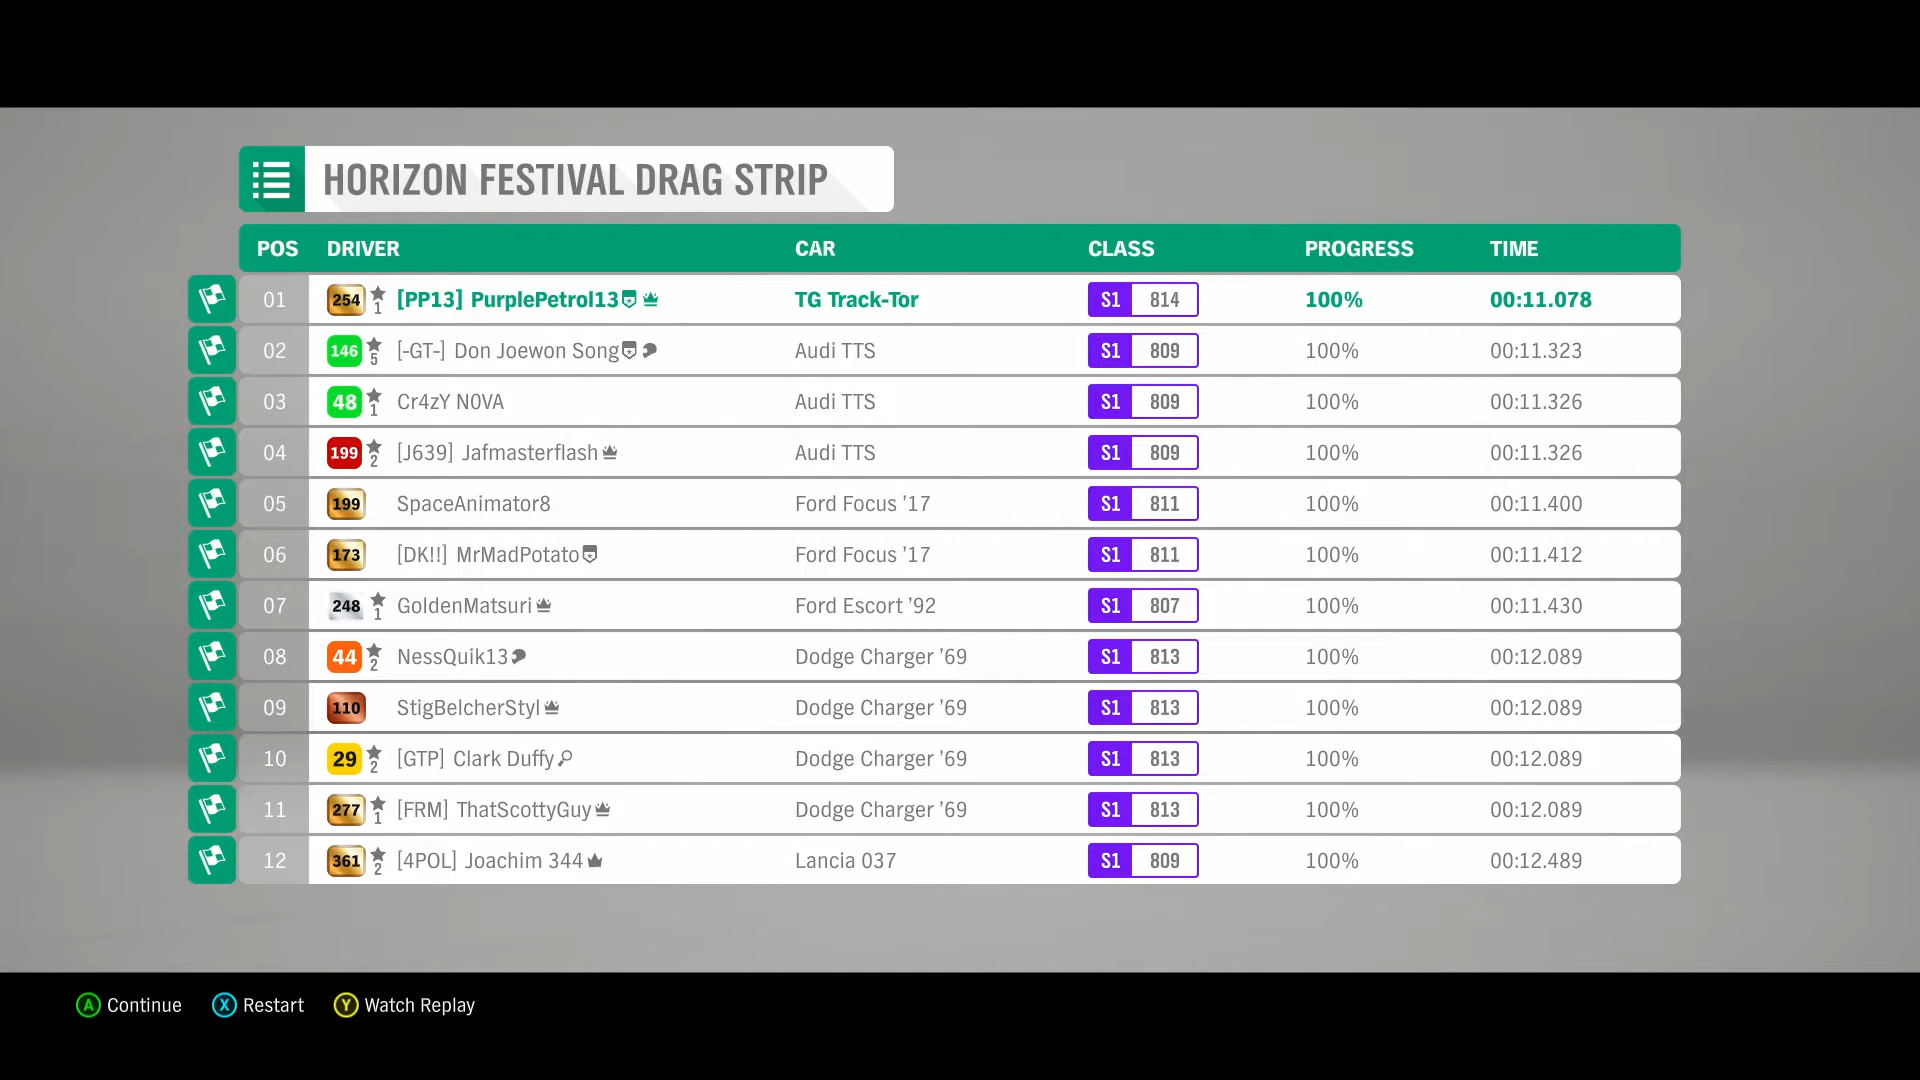 HORIZON FESTIVAL DRAG STRIP
POS DRIVER CAR CLASS PROGRESS TIME
01 254 1 [PP13] PurplePetrol13 TG Track-Tor S1 814 100% 00:11.078
02 146 5 [-GT-] Don Joewon Song Audi TTS S1 809 100% 00:11.323
03 48 1 Cr4zY N0VA Audi TTS S1 809 100% 00:11.326
04 199 2 [J639] Jafmasterflash Audi TTS S1 809 100% 00:11.326
05 199 SpaceAnimator8 Ford Focus ’17 S1 811 100% 00:11.400
06 173 [DK!!] MrMadPotato Ford Focus ’17 S1 811 100% 00:11.412
07 248 1 GoldenMatsuri Ford Escort ’92 S1 807 100% 00:11.430
08 44 2 NessQuik13 Dodge Charger ’69 S1 813 100% 00:12.089
09 110 StigBelcherStyl Dodge Charger ’69 S1 813 100% 00:12.089
10 29 2 [GTP] Clark Duffy Dodge Charger ’69 S1 813 100% 00:12.089
11 277 1 [FRM] ThatScottyGuy Dodge Charger ’69 S1 813 100% 00:12.089
12 361 2 [4POL] Joachim 344 Lancia 037 S1 809 100% 00:12.489
A Continue X Restart Y Watch Replay